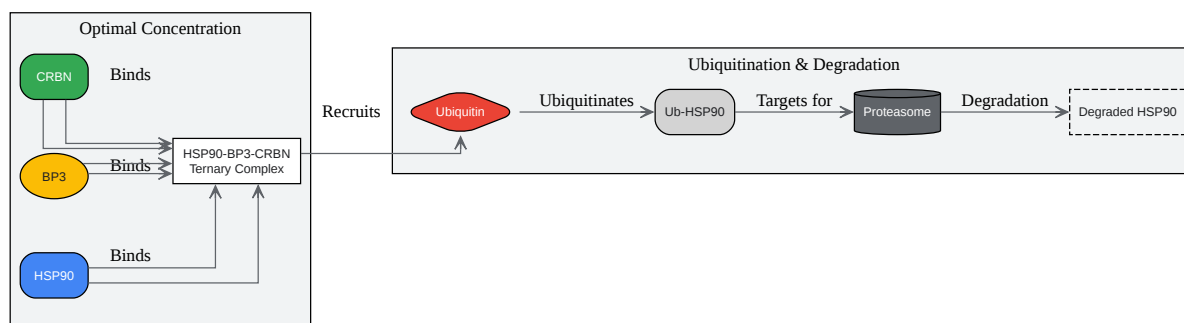 Optimal Concentration
CRBN
Binds
BP3
Binds
HSP90-BP3-CRBN
Ternary Complex
HSP90
Binds
Recruits
Ubiquitination & Degradation
Ubiquitin
Ubiquitinates
Ub-HSP90
Targets for
Proteasome
Degradation
Degraded HSP90